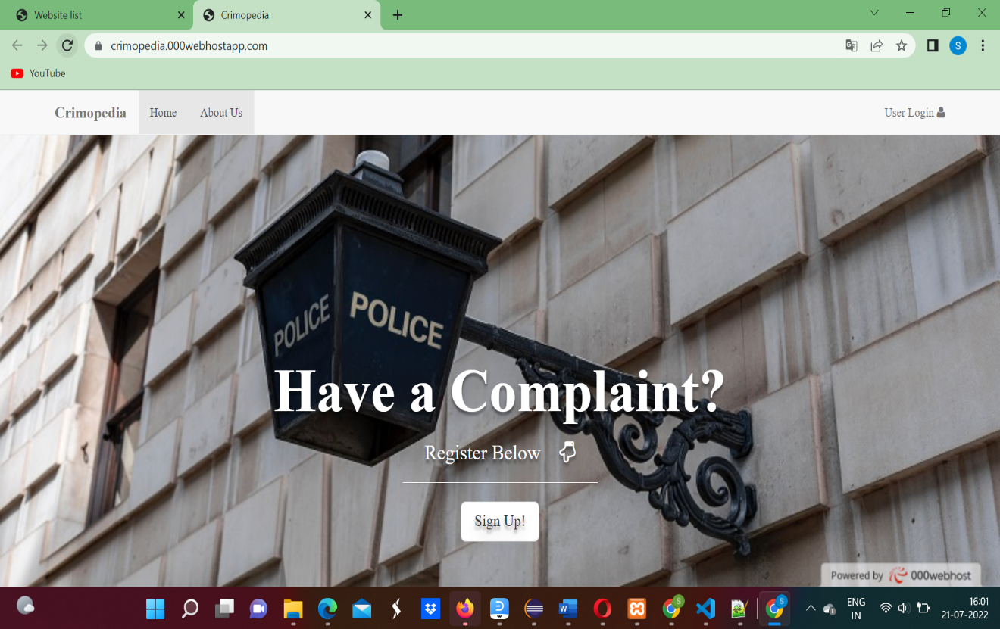 Website list
Crimopedia
crimopedia.000webhostapp.com
S
YouTube
Crimopedia
Home
About Us
User Login
POLICE
POLICE
Have a Complaint?
Register Below
Sign Up!
Powered by 000webhost
S
S
W
ENG
IN
16:01
21-07-2022